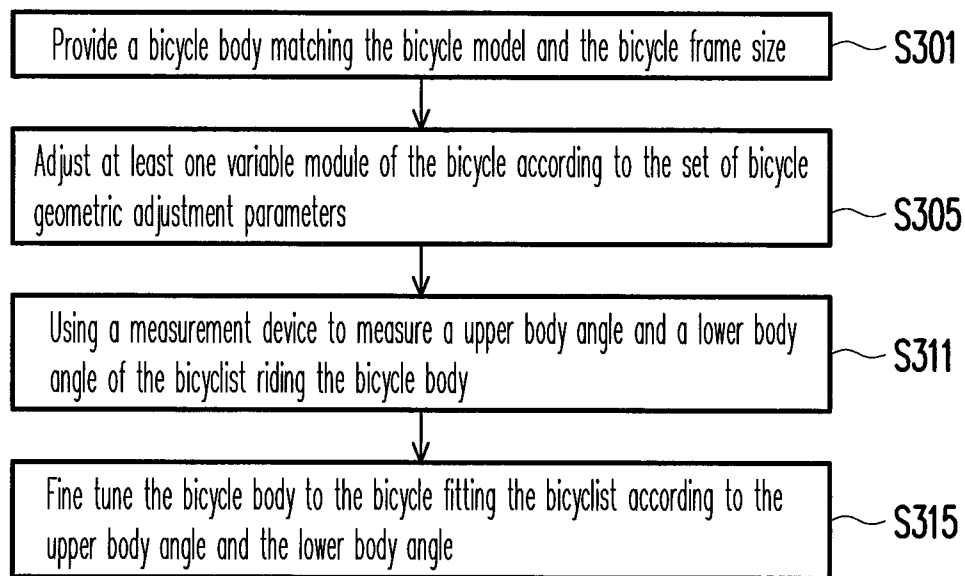 Provide a bicycle body matching the bicycle model and the bicycle frame size
S301
Adjust at least one variable module of the bicycle according to the set of bicycle
geometric adjustment parameters
S305
Using a measurement device to measure a upper body angle and a lower body
angle of the bicyclist riding the bicycle body
S311
Fine tune the bicycle body to the bicycle fitting the bicyclist according to the
upper body angle and the lower body angle
S315